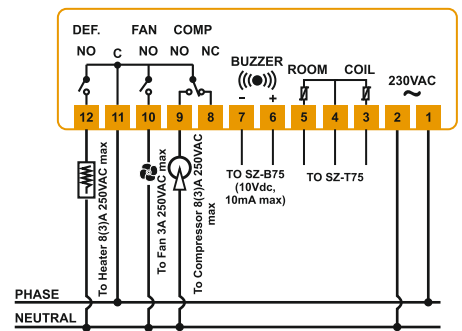 DEF. FAN COMP
NO C NO NO NC
BUZZER
ROOM COIL
230VAC
~
- +
12 11 10 9 8 7 6 5 4 3 2 1
To Heater 8(3)A 250VAC max
To Fan 3A 250VAC max
To Compressor 8(3)A 250VAC
max
TO SZ-B75
(10Vdc,
10mA max)
TO SZ-T75
PHASE
NEUTRAL